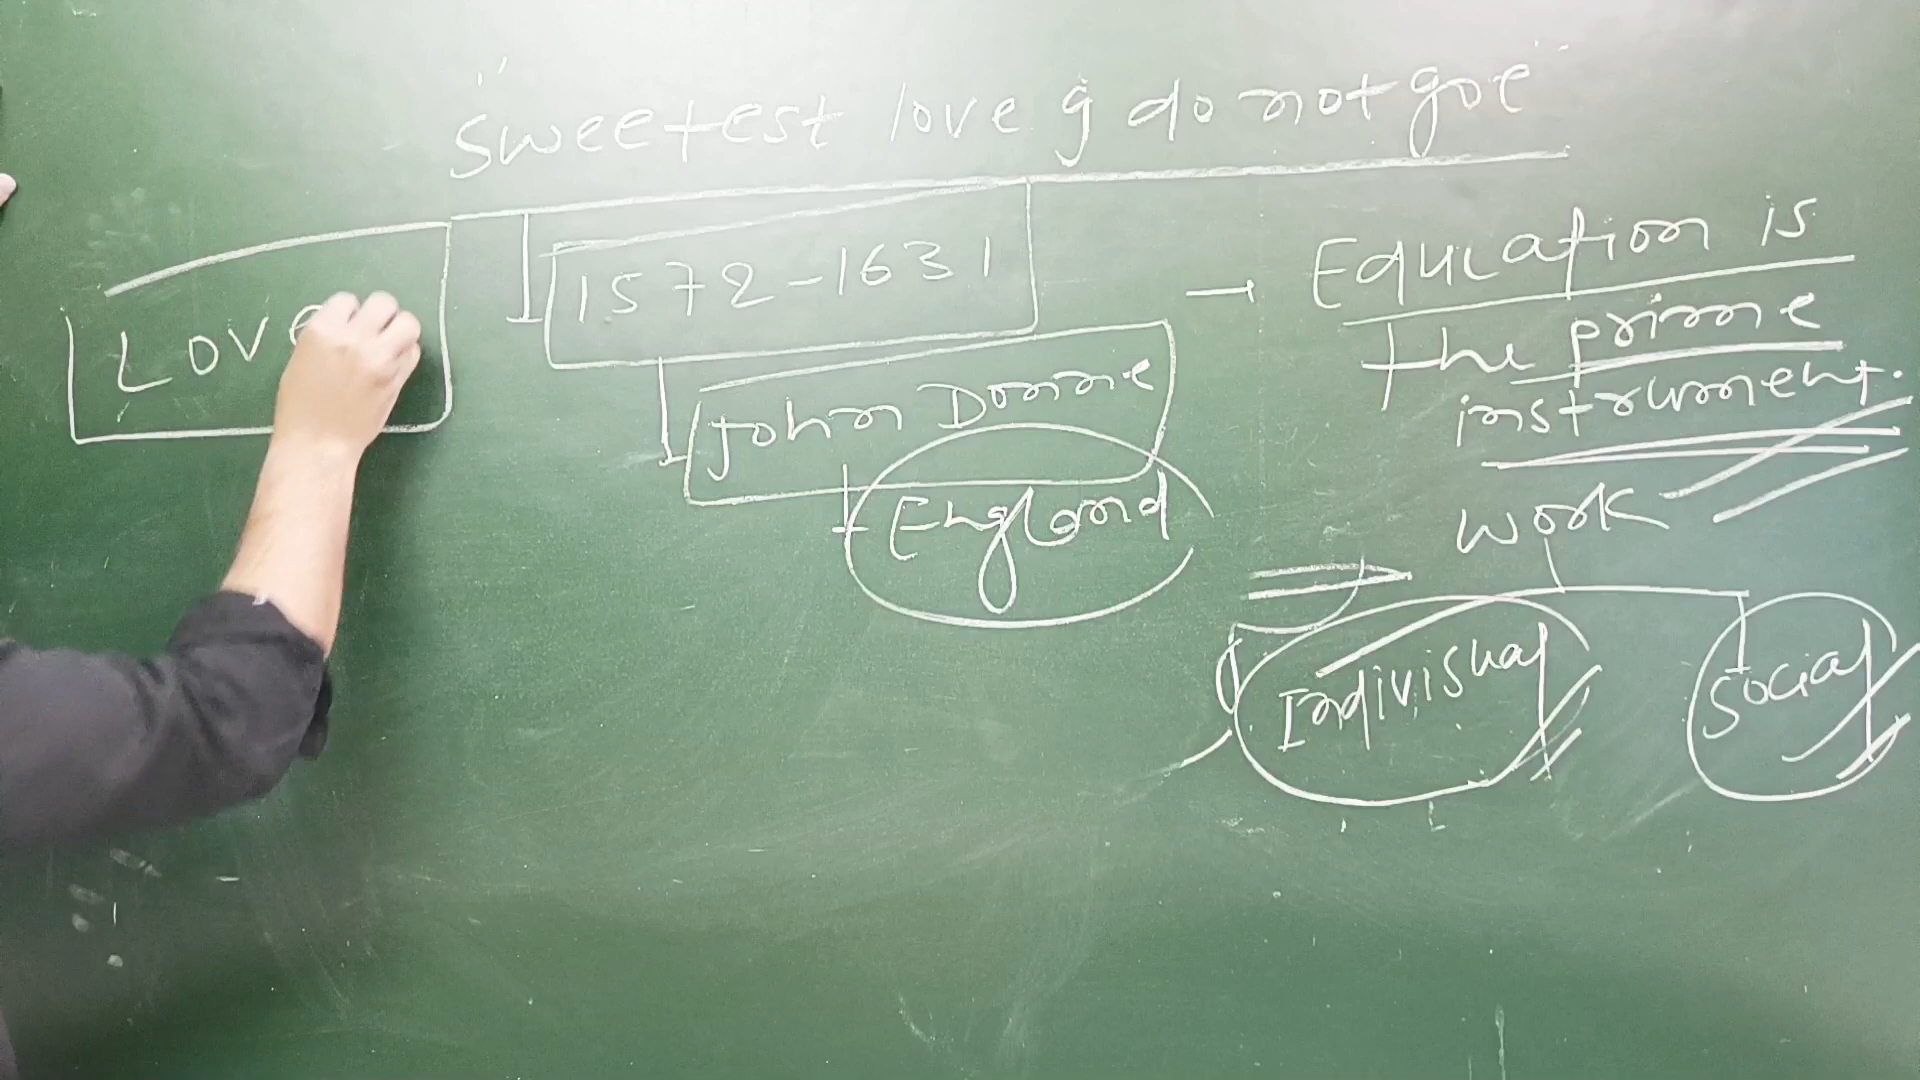 "Sweetest love g do not goe"
Love
1572-1631
John Donne
England
→ Education is
the prime
instrument.
work
Indivisual
Social